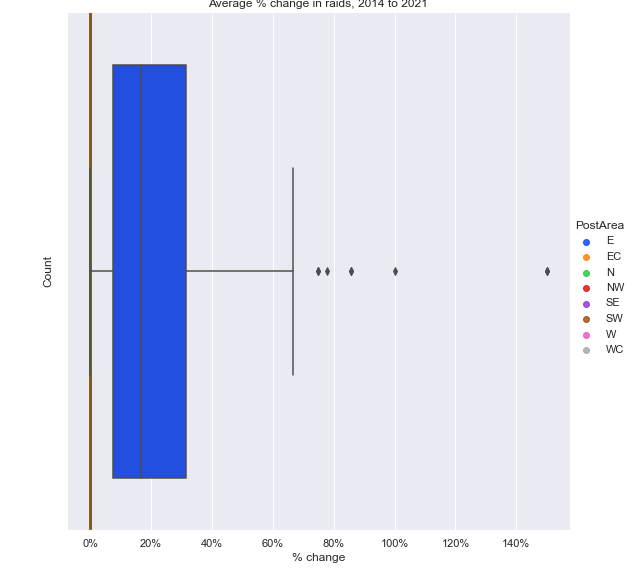 Average % change in raids, 2014 to 2021
Count
0% 20% 40% 60% 80% 100% 120% 140%
% change
PostArea
E
EC
N
NW
SE
SW
W
WC